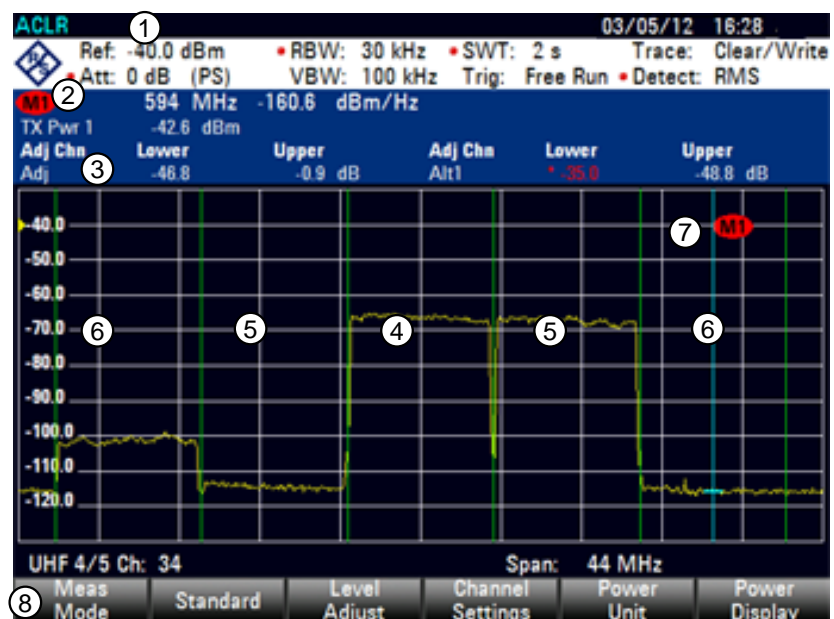 ACLR 1 03/05/12 16:28
Ref: -40.0 dBm • RBW: 30 kHz • SWT: 2 s Trace: Clear/Write
• Att: 0 dB (PS) VBW: 100 kHz Trig: Free Run • Detect: RMS
M1 2 594 MHz -160.6 dBm/Hz
TX Pwr 1 -42.6 dBm
Adj Chn Lower Upper Adj Chn Lower Upper
Adj 3 -46.8 -0.9 dB Alt1 * -35.0 -48.8 dB
-40.0 7 M1
-50.0
-60.0
-70.0 6 5 4 5 6
-80.0
-90.0
-100.0
-110.0
-120.0
UHF 4/5 Ch: 34 Span: 44 MHz
8 Meas Mode Standard Level Adjust Channel Settings Power Unit Power Display